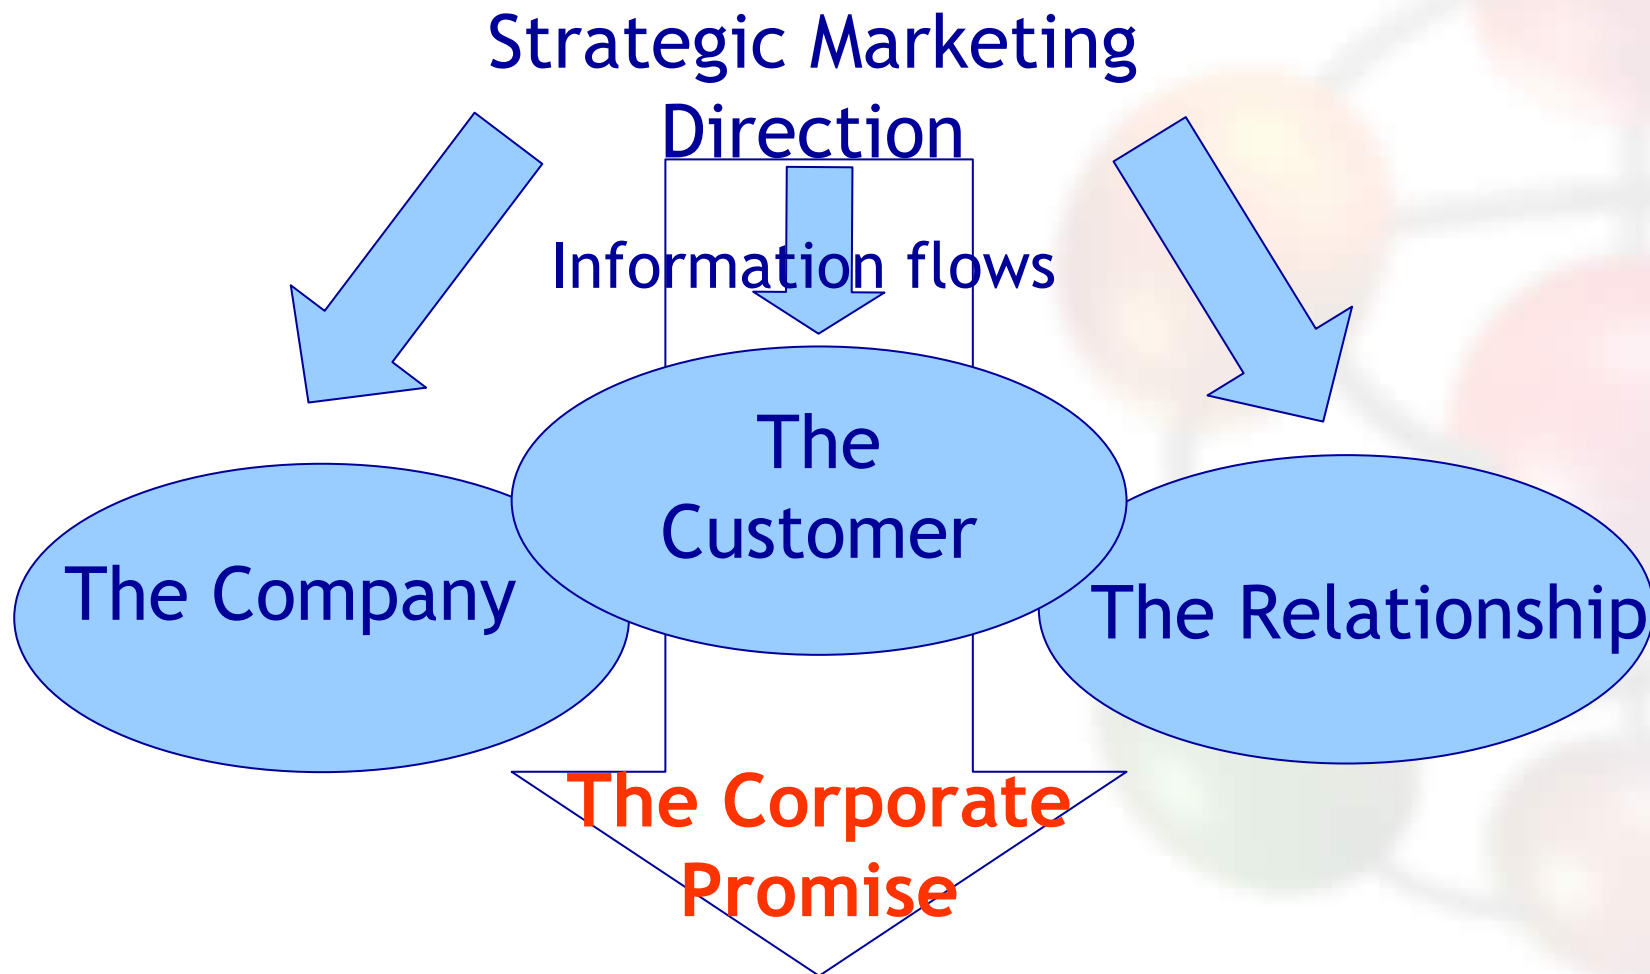 Strategic Marketing
Direction
Information flows
The
Customer
The Company
The Relationship
The Corporate
Promise